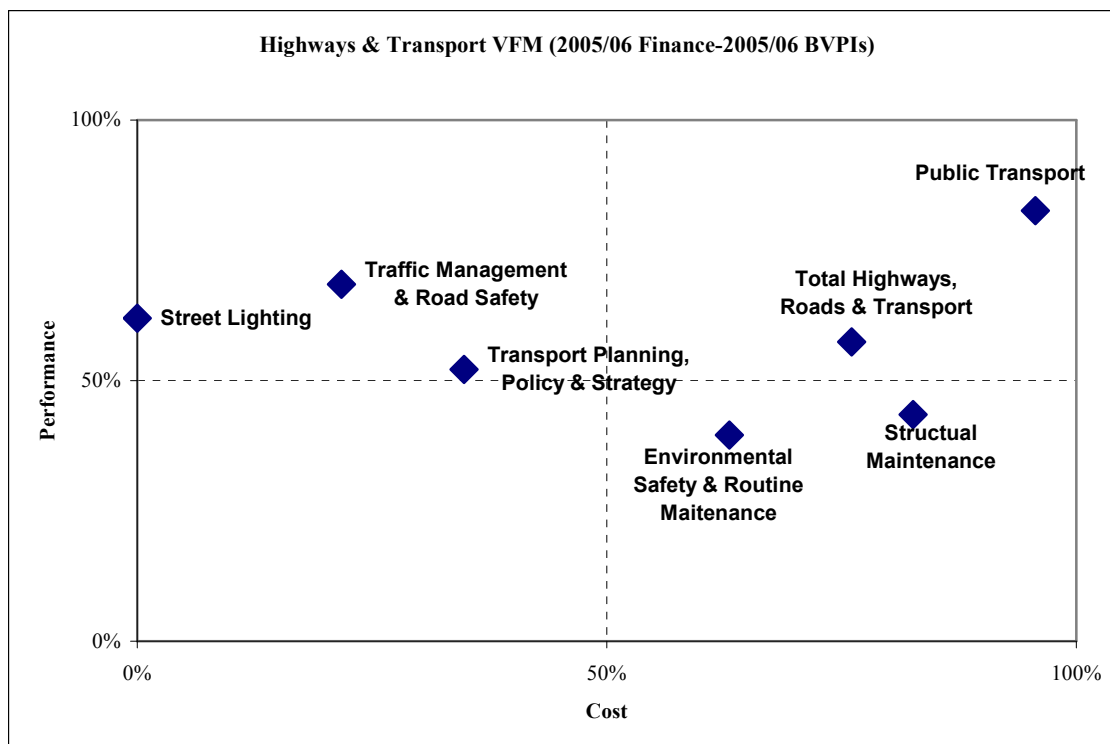 Highways & Transport VFM (2005/06 Finance-2005/06 BVPIs)
100%
Public Transport
Traffic Management
& Road Safety
Total Highways,
Roads & Transport
Street Lighting
Transport Planning,
Policy & Strategy
50%
Performance
Structual
Maintenance
Environmental
Safety & Routine
Maitenance
0%
0%
50%
100%
Cost